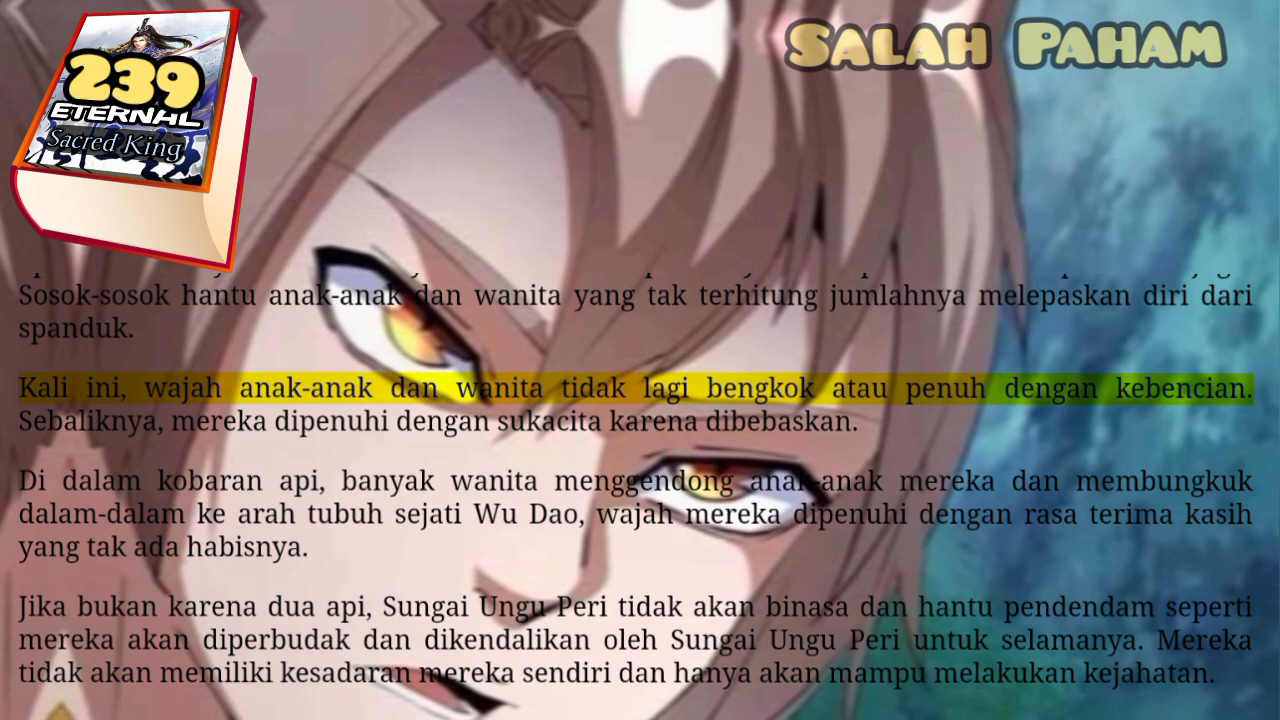 239
ETERNAL
Sacred King
SALAH PAHAM
Sosok-sosok hantu anak-anak dan wanita yang tak terhitung jumlahnya melepaskan diri dari
spanduk.
Kali ini, wajah anak-anak dan wanita tidak lagi bengkok atau penuh dengan kebencian.
Sebaliknya, mereka dipenuhi dengan sukacita karena dibebaskan.
Di dalam kobaran api, banyak wanita menggendong anak-anak mereka dan membungkuk
dalam-dalam ke arah tubuh sejati Wu Dao, wajah mereka dipenuhi dengan rasa terima kasih
yang tak ada habisnya.
Jika bukan karena dua api, Sungai Ungu Peri tidak akan binasa dan hantu pendendam seperti
mereka akan diperbudak dan dikendalikan oleh Sungai Ungu Peri untuk selamanya. Mereka
tidak akan memiliki kesadaran mereka sendiri dan hanya akan mampu melakukan kejahatan.